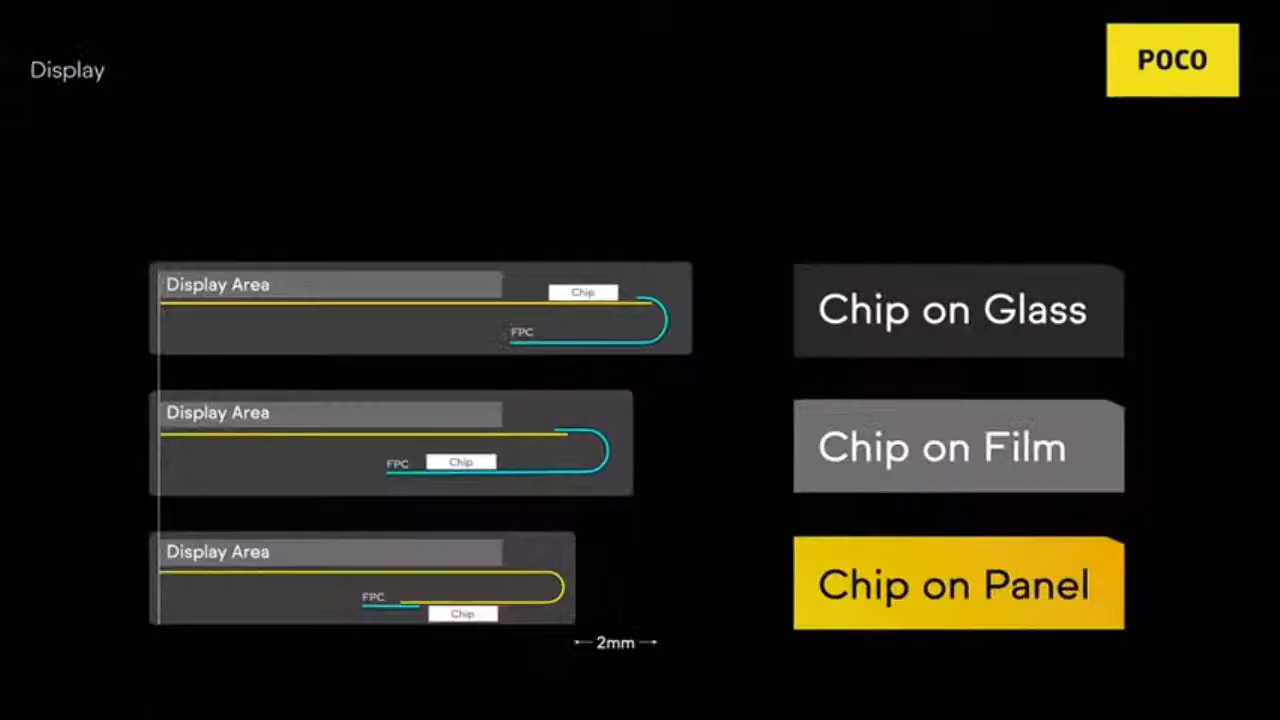 Display
POCO
Display Area
Chip
FPC
Chip on Glass
Display Area
FPC
Chip
Chip on Film
Display Area
FPC
Chip
Chip on Panel
2mm